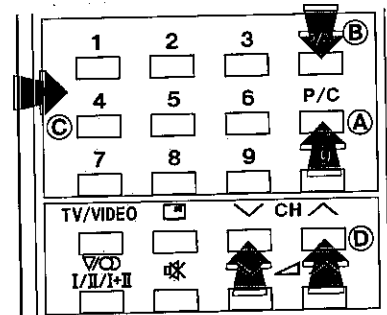 1 2 3 B
4 5 6 P/C
C A
7 8 9
TV/VIDEO CH
D
I/II/I+II